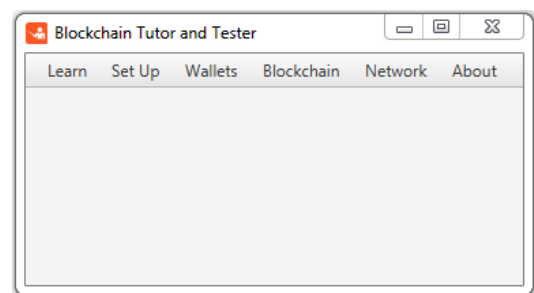 Blockchain Tutor and Tester
Learn Set Up Wallets Blockchain Network About